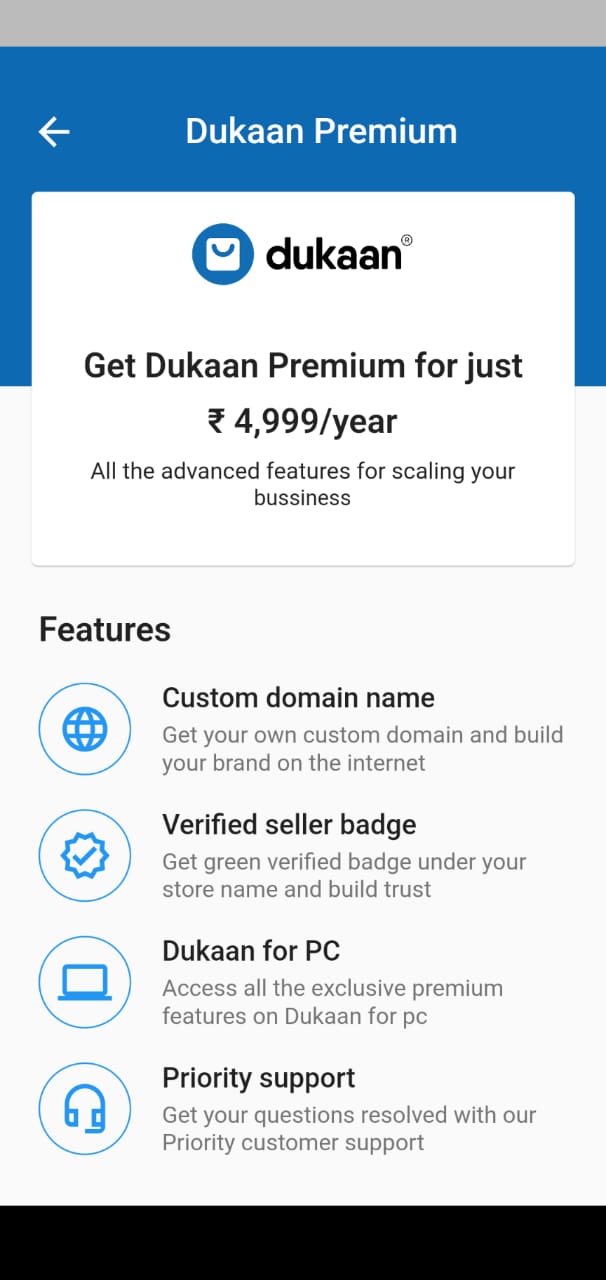 Dukaan Premium
dukaan®
Get Dukaan Premium for just
₹ 4,999/year
All the advanced features for scaling your
bussiness
Features
Custom domain name
Get your own custom domain and build
your brand on the internet
Verified seller badge
Get green verified badge under your
store name and build trust
Dukaan for PC
Access all the exclusive premium
features on Dukaan for pc
Priority support
Get your questions resolved with our
Priority customer support